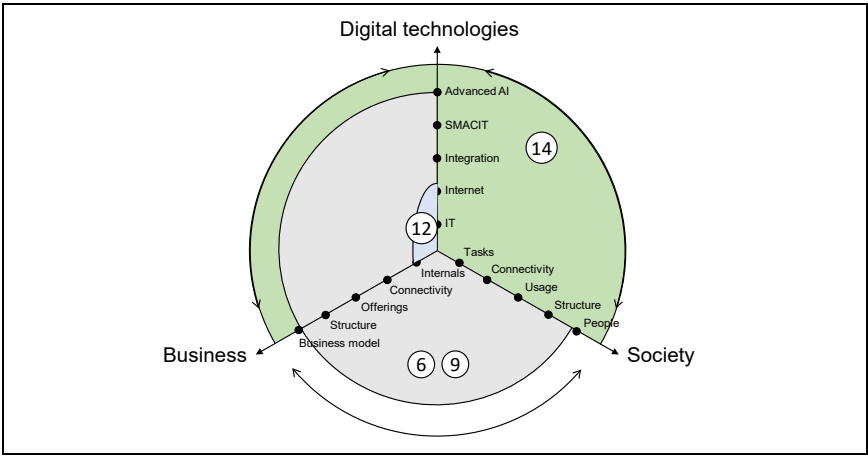 Digital technologies
Advanced AI
SMACIT
14
Integration
Internet
IT
12
Tasks
Internals
Connectivity
Connectivity
Usage
Offerings
Structure
Structure
People
Business model
Business
Society
6 9